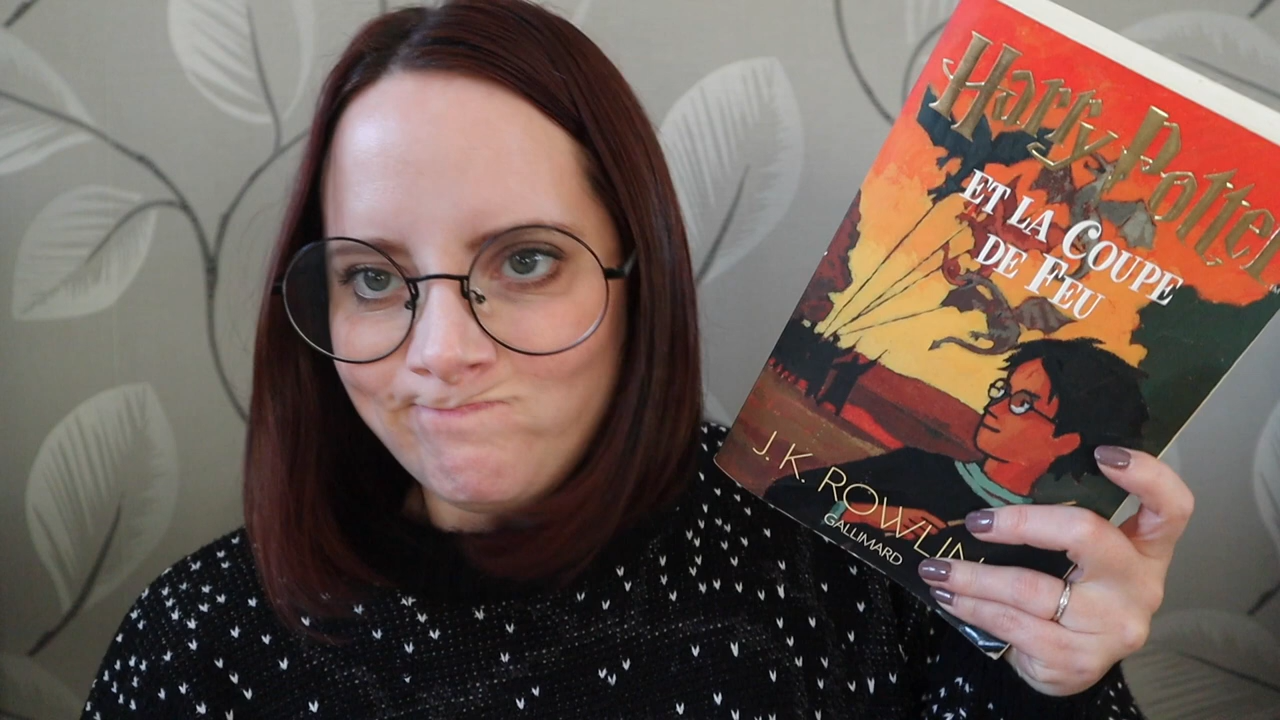 Harry Potter
ET LA COUPE
DE FEU
J. K. ROWLIN
GALLIMARD